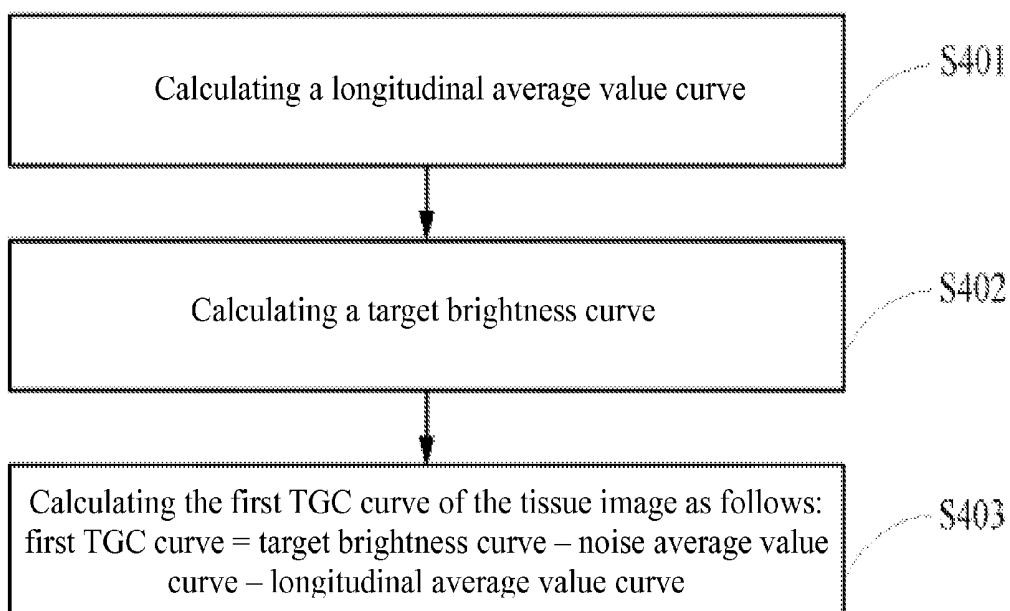 Calculating a longitudinal average value curve
S401
Calculating a target brightness curve
S402
Calculating the first TGC curve of the tissue image as follows:
first TGC curve = target brightness curve – noise average value
curve – longitudinal average value curve
S403